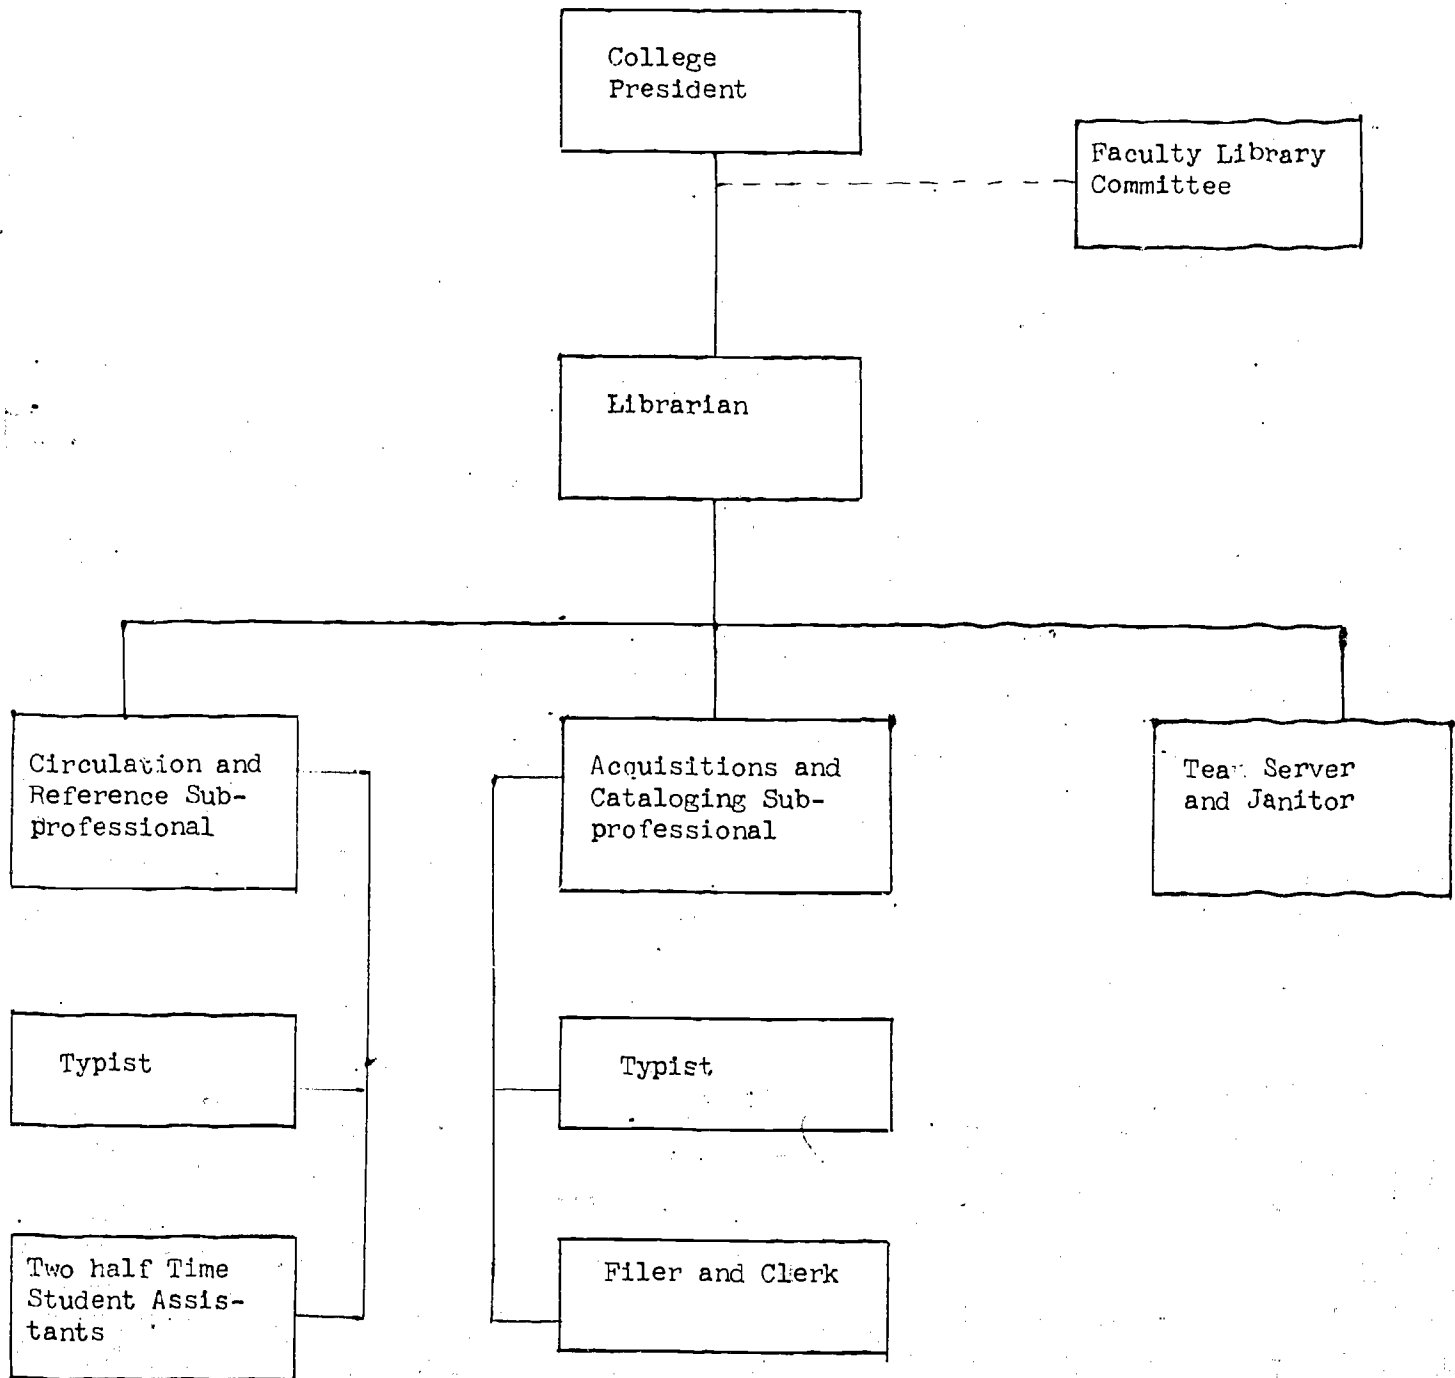 College
President
Faculty Library
Committee
Librarian
Circulation and
Reference Sub-
professional
Acquisitions and
Cataloging Sub-
professional
Tea Server
and Janitor
Typist
Typist
Two half Time
Student Assis-
tants
Filer and Clerk